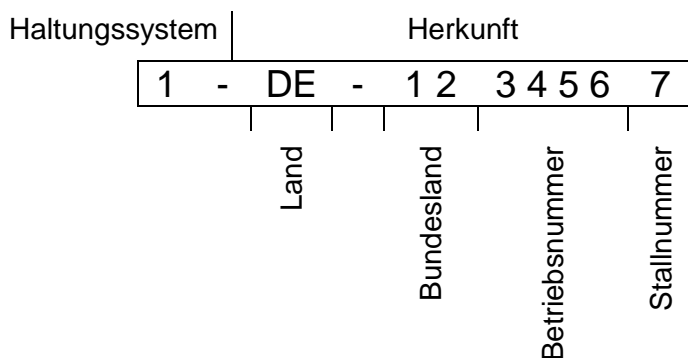 Haltungssystem Herkunft
1 - DE - 1 2 3 4 5 6 7
Land
Bundesland
Betriebsnummer
Stallnummer